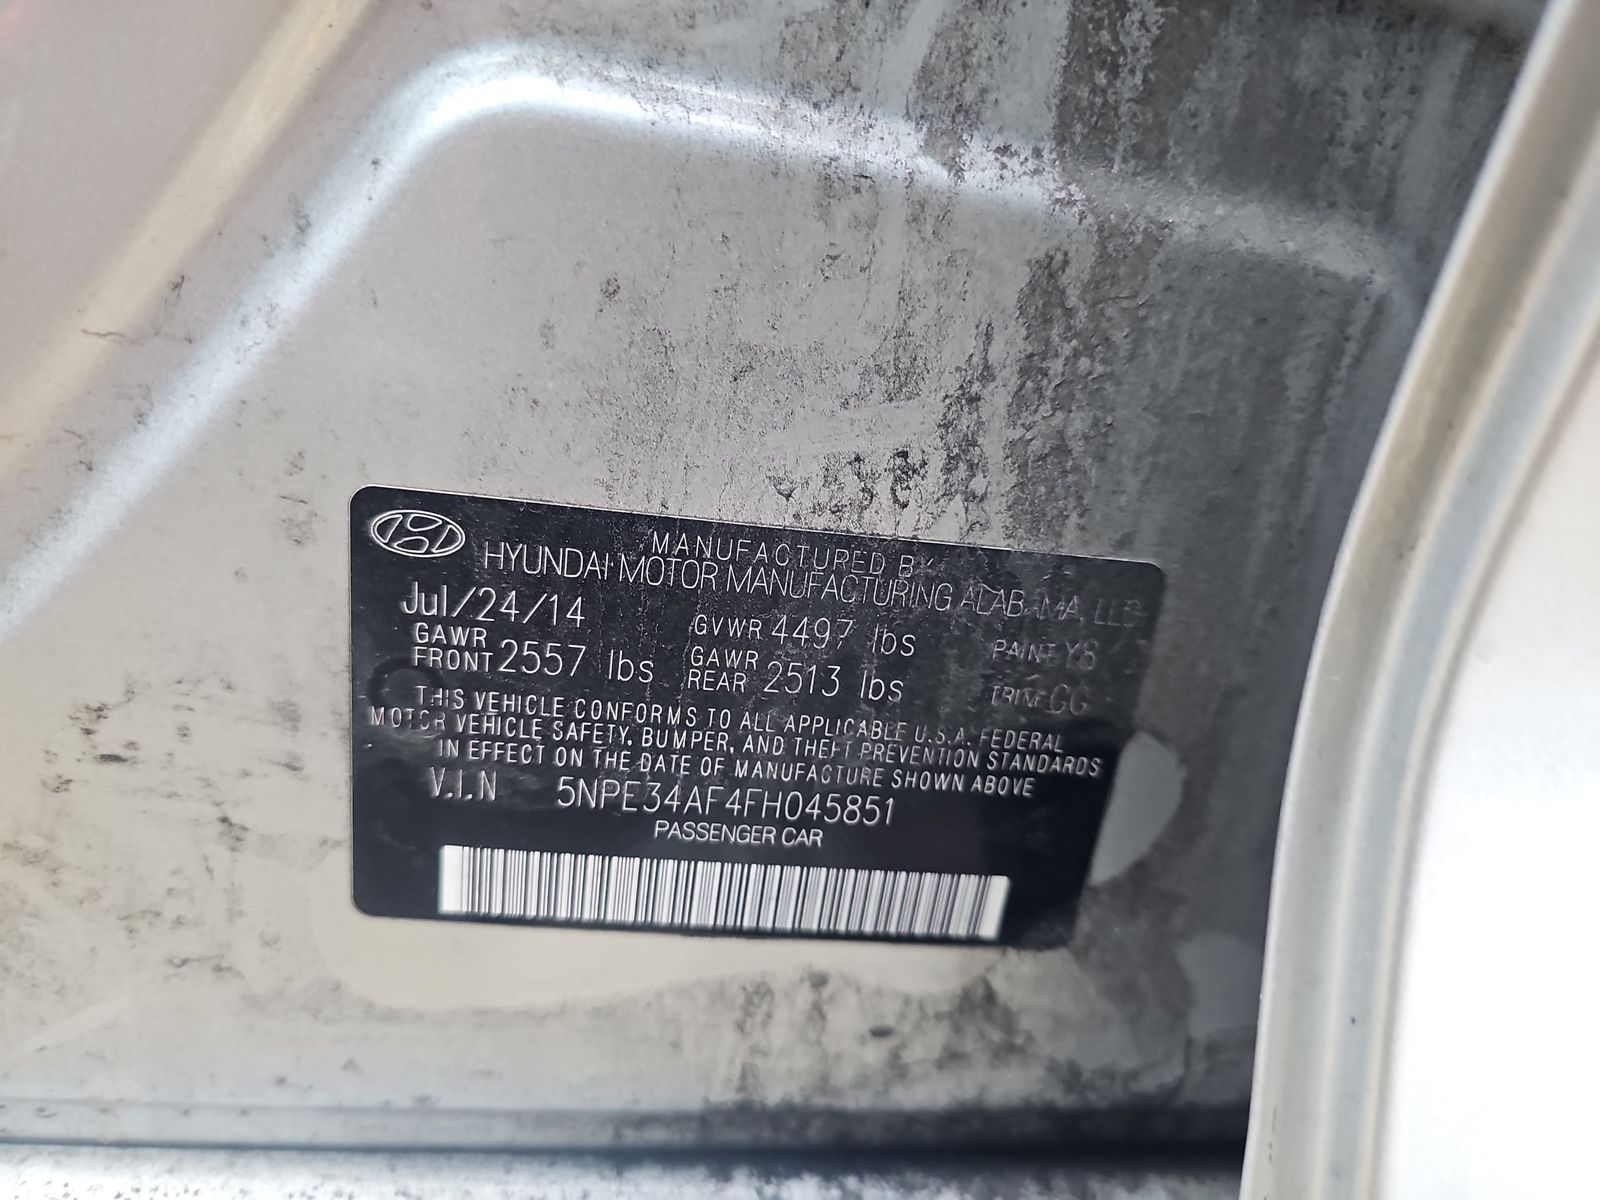 MANUFACTURED BY
HYUNDAI MOTOR MANUFACTURING ALABAMA, LLC
Jul/24/14 GVWR 4497 lbs PAINT Y8
GAWR FRONT 2557 lbs GAWR REAR 2513 lbs TRIM GG
THIS VEHICLE CONFORMS TO ALL APPLICABLE U.S.A. FEDERAL
MOTOR VEHICLE SAFETY, BUMPER, AND THEFT PREVENTION STANDARDS
IN EFFECT ON THE DATE OF MANUFACTURE SHOWN ABOVE
V.I.N 5NPE34AF4FH045851
PASSENGER CAR